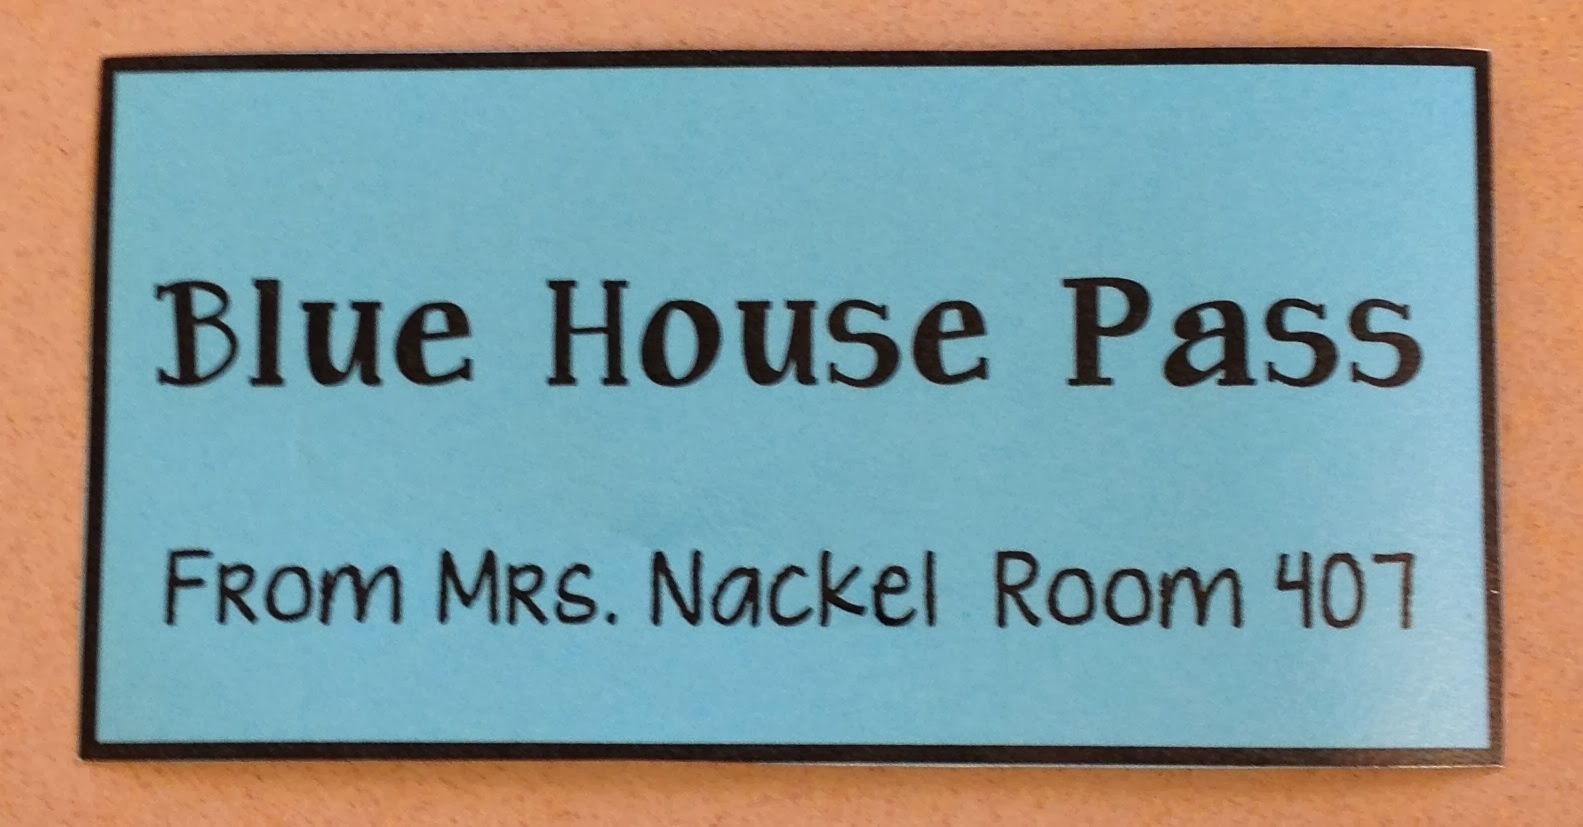 Blue House Pass
From Mrs. Nackel Room 407